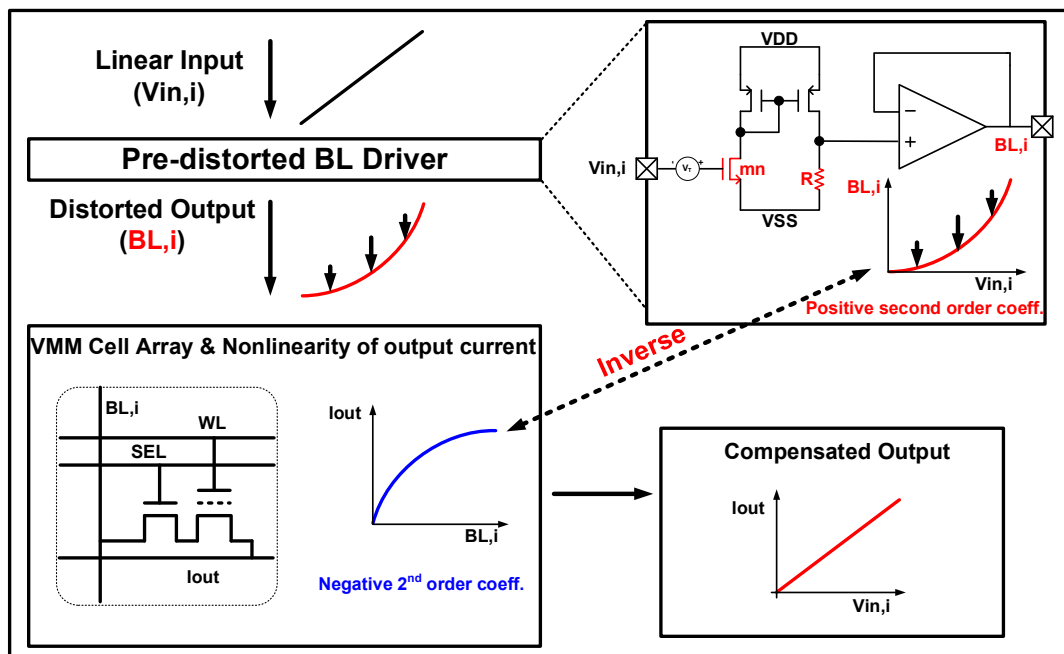 Linear Input
(Vin,i)
Pre-distorted BL Driver
Distorted Output
(BL,i)
VDD
Vin,i
-
V_T
+
mn
R
VSS
−
+
BL,i
BL,i
Vin,i
Positive second order coeff.
Inverse
VMM Cell Array & Nonlinearity of output current
BL,i
WL
SEL
Iout
Iout
BL,i
Negative 2nd order coeff.
Compensated Output
Iout
Vin,i